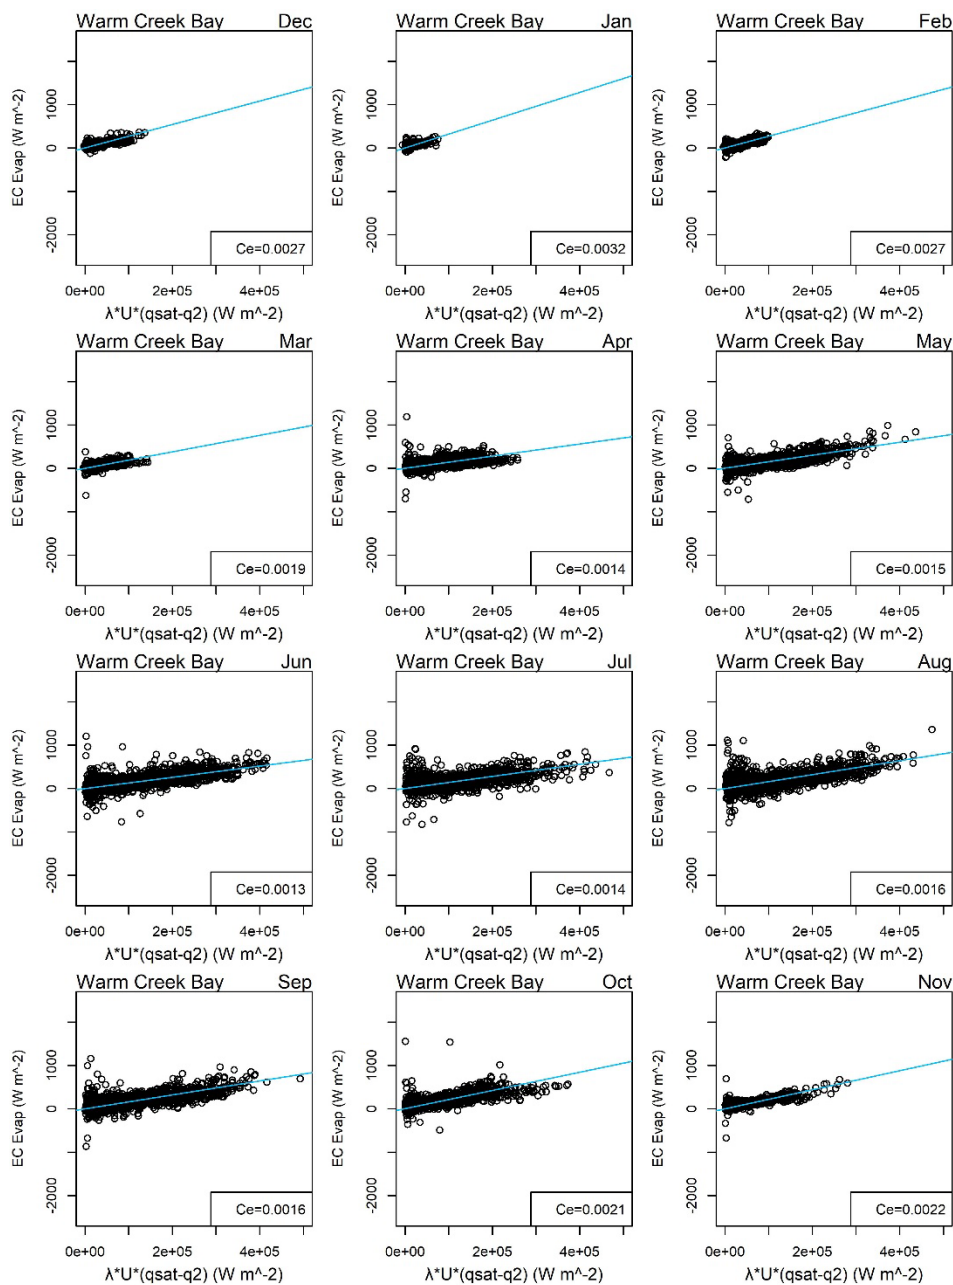 Warm Creek Bay Dec
EC Evap (W m^-2)
1000
0
-2000
Ce=0.0027
0e+00 2e+05 4e+05
λ*U*(qsat-q2) (W m^-2)
Warm Creek Bay Jan
EC Evap (W m^-2)
1000
0
-2000
Ce=0.0032
0e+00 2e+05 4e+05
λ*U*(qsat-q2) (W m^-2)
Warm Creek Bay Feb
EC Evap (W m^-2)
1000
0
-2000
Ce=0.0027
0e+00 2e+05 4e+05
λ*U*(qsat-q2) (W m^-2)
Warm Creek Bay Mar
EC Evap (W m^-2)
1000
0
-2000
Ce=0.0019
0e+00 2e+05 4e+05
λ*U*(qsat-q2) (W m^-2)
Warm Creek Bay Apr
EC Evap (W m^-2)
1000
0
-2000
Ce=0.0014
0e+00 2e+05 4e+05
λ*U*(qsat-q2) (W m^-2)
Warm Creek Bay May
EC Evap (W m^-2)
1000
0
-2000
Ce=0.0015
0e+00 2e+05 4e+05
λ*U*(qsat-q2) (W m^-2)
Warm Creek Bay Jun
EC Evap (W m^-2)
1000
0
-2000
Ce=0.0013
0e+00 2e+05 4e+05
λ*U*(qsat-q2) (W m^-2)
Warm Creek Bay Jul
EC Evap (W m^-2)
1000
0
-2000
Ce=0.0014
0e+00 2e+05 4e+05
λ*U*(qsat-q2) (W m^-2)
Warm Creek Bay Aug
EC Evap (W m^-2)
1000
0
-2000
Ce=0.0016
0e+00 2e+05 4e+05
λ*U*(qsat-q2) (W m^-2)
Warm Creek Bay Sep
EC Evap (W m^-2)
1000
0
-2000
Ce=0.0016
0e+00 2e+05 4e+05
λ*U*(qsat-q2) (W m^-2)
Warm Creek Bay Oct
EC Evap (W m^-2)
1000
0
-2000
Ce=0.0021
0e+00 2e+05 4e+05
λ*U*(qsat-q2) (W m^-2)
Warm Creek Bay Nov
EC Evap (W m^-2)
1000
0
-2000
Ce=0.0022
0e+00 2e+05 4e+05
λ*U*(qsat-q2) (W m^-2)